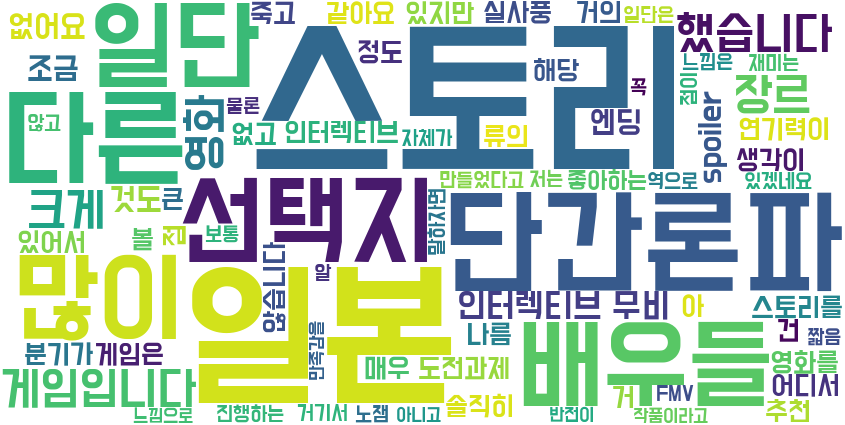 없어요
일단
죽고
같아요
있지만
실사풍
거의
일단은
했습니다
조금
정도
해당
꼭
느낌은
재미는
다른
스토리
않고
물론
영화
없고
인터렉티브
자체가
류의
엔딩
점이
spoiler
장르
연기력이
생각이
크게
것도
큰
선택지
만들었다고
저는
좋아하는
역으로
있겠네요
단간론파
있어서
볼
점
보통
않습니다
말하자면
알
많이
일본
인터렉티브 무비
아
스토리를
건
짧음
나름
분기가
게임은
만족감을
매우
도전과제
배우들
영화를
어디서
게임입니다
솔직히
거
FMV
추천
느낌으로
진행하는
거기서
노잼
아니고
반전이
작품이라고